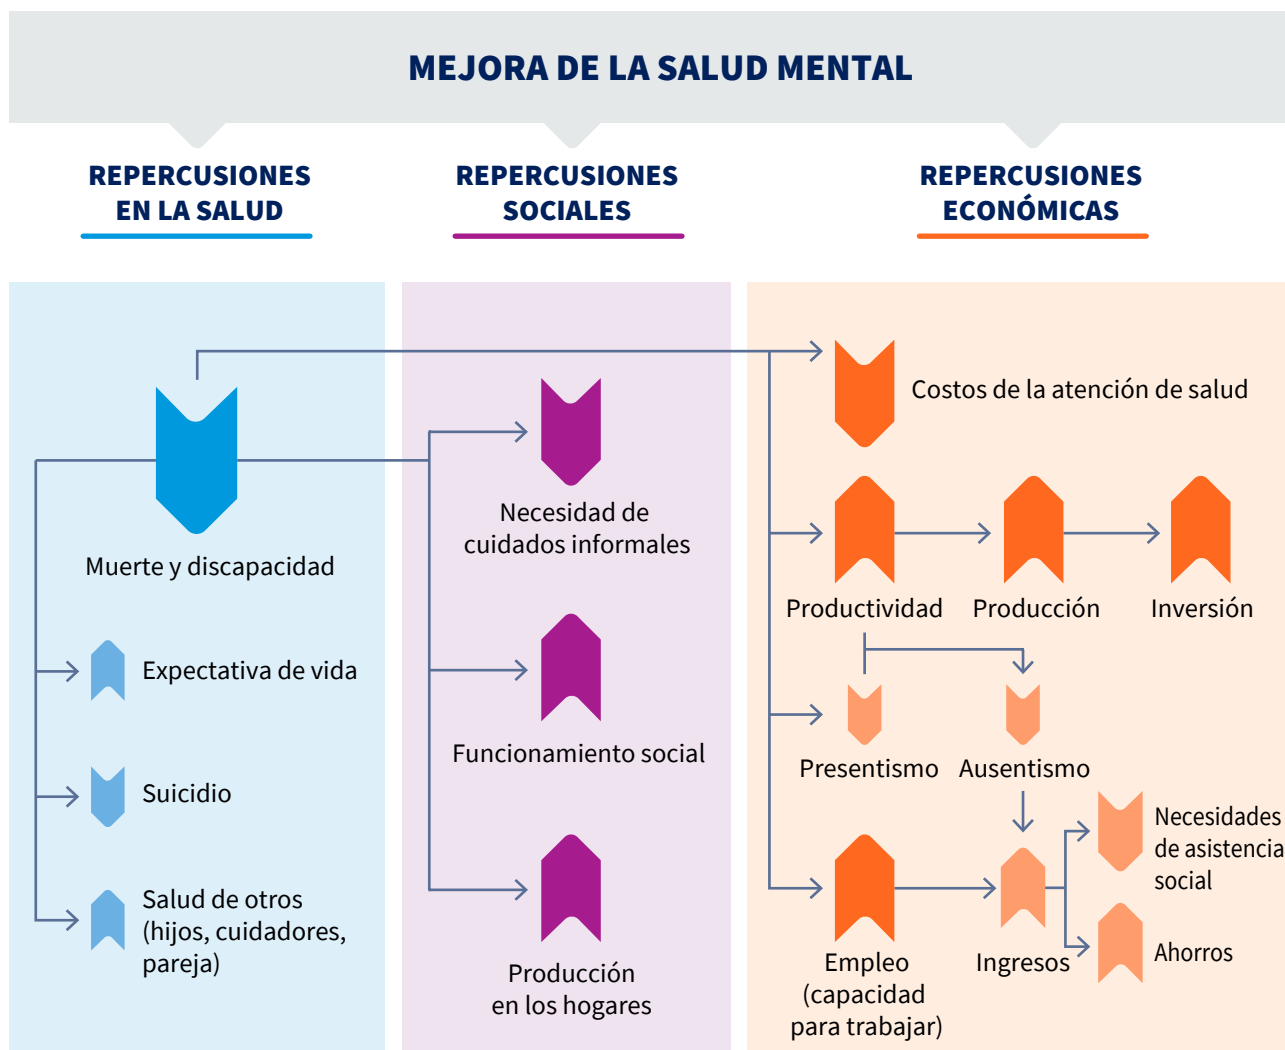 MEJORA DE LA SALUD MENTAL
REPERCUSIONES
EN LA SALUD
REPERCUSIONES
SOCIALES
REPERCUSIONES
ECONÓMICAS
Muerte y discapacidad
Expectativa de vida
Suicidio
Salud de otros
(hijos, cuidadores,
pareja)
Necesidad de
cuidados informales
Funcionamiento social
Producción
en los hogares
Costos de la atención de salud
Productividad
Producción
Inversión
Presentismo
Ausentismo
Empleo
(capacidad
para trabajar)
Ingresos
Necesidades
de asistencia
social
Ahorros